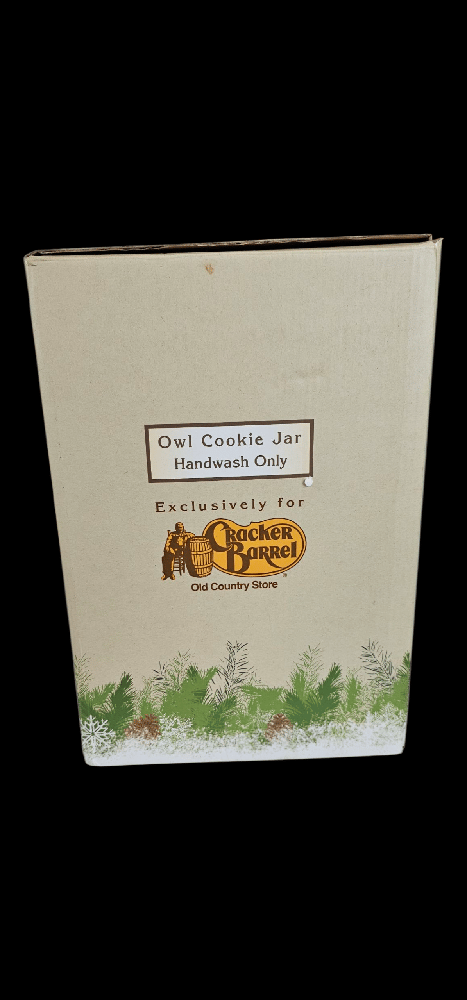 Owl Cookie Jar
Handwash Only
Exclusively for
Cracker
Barrel
Old Country Store